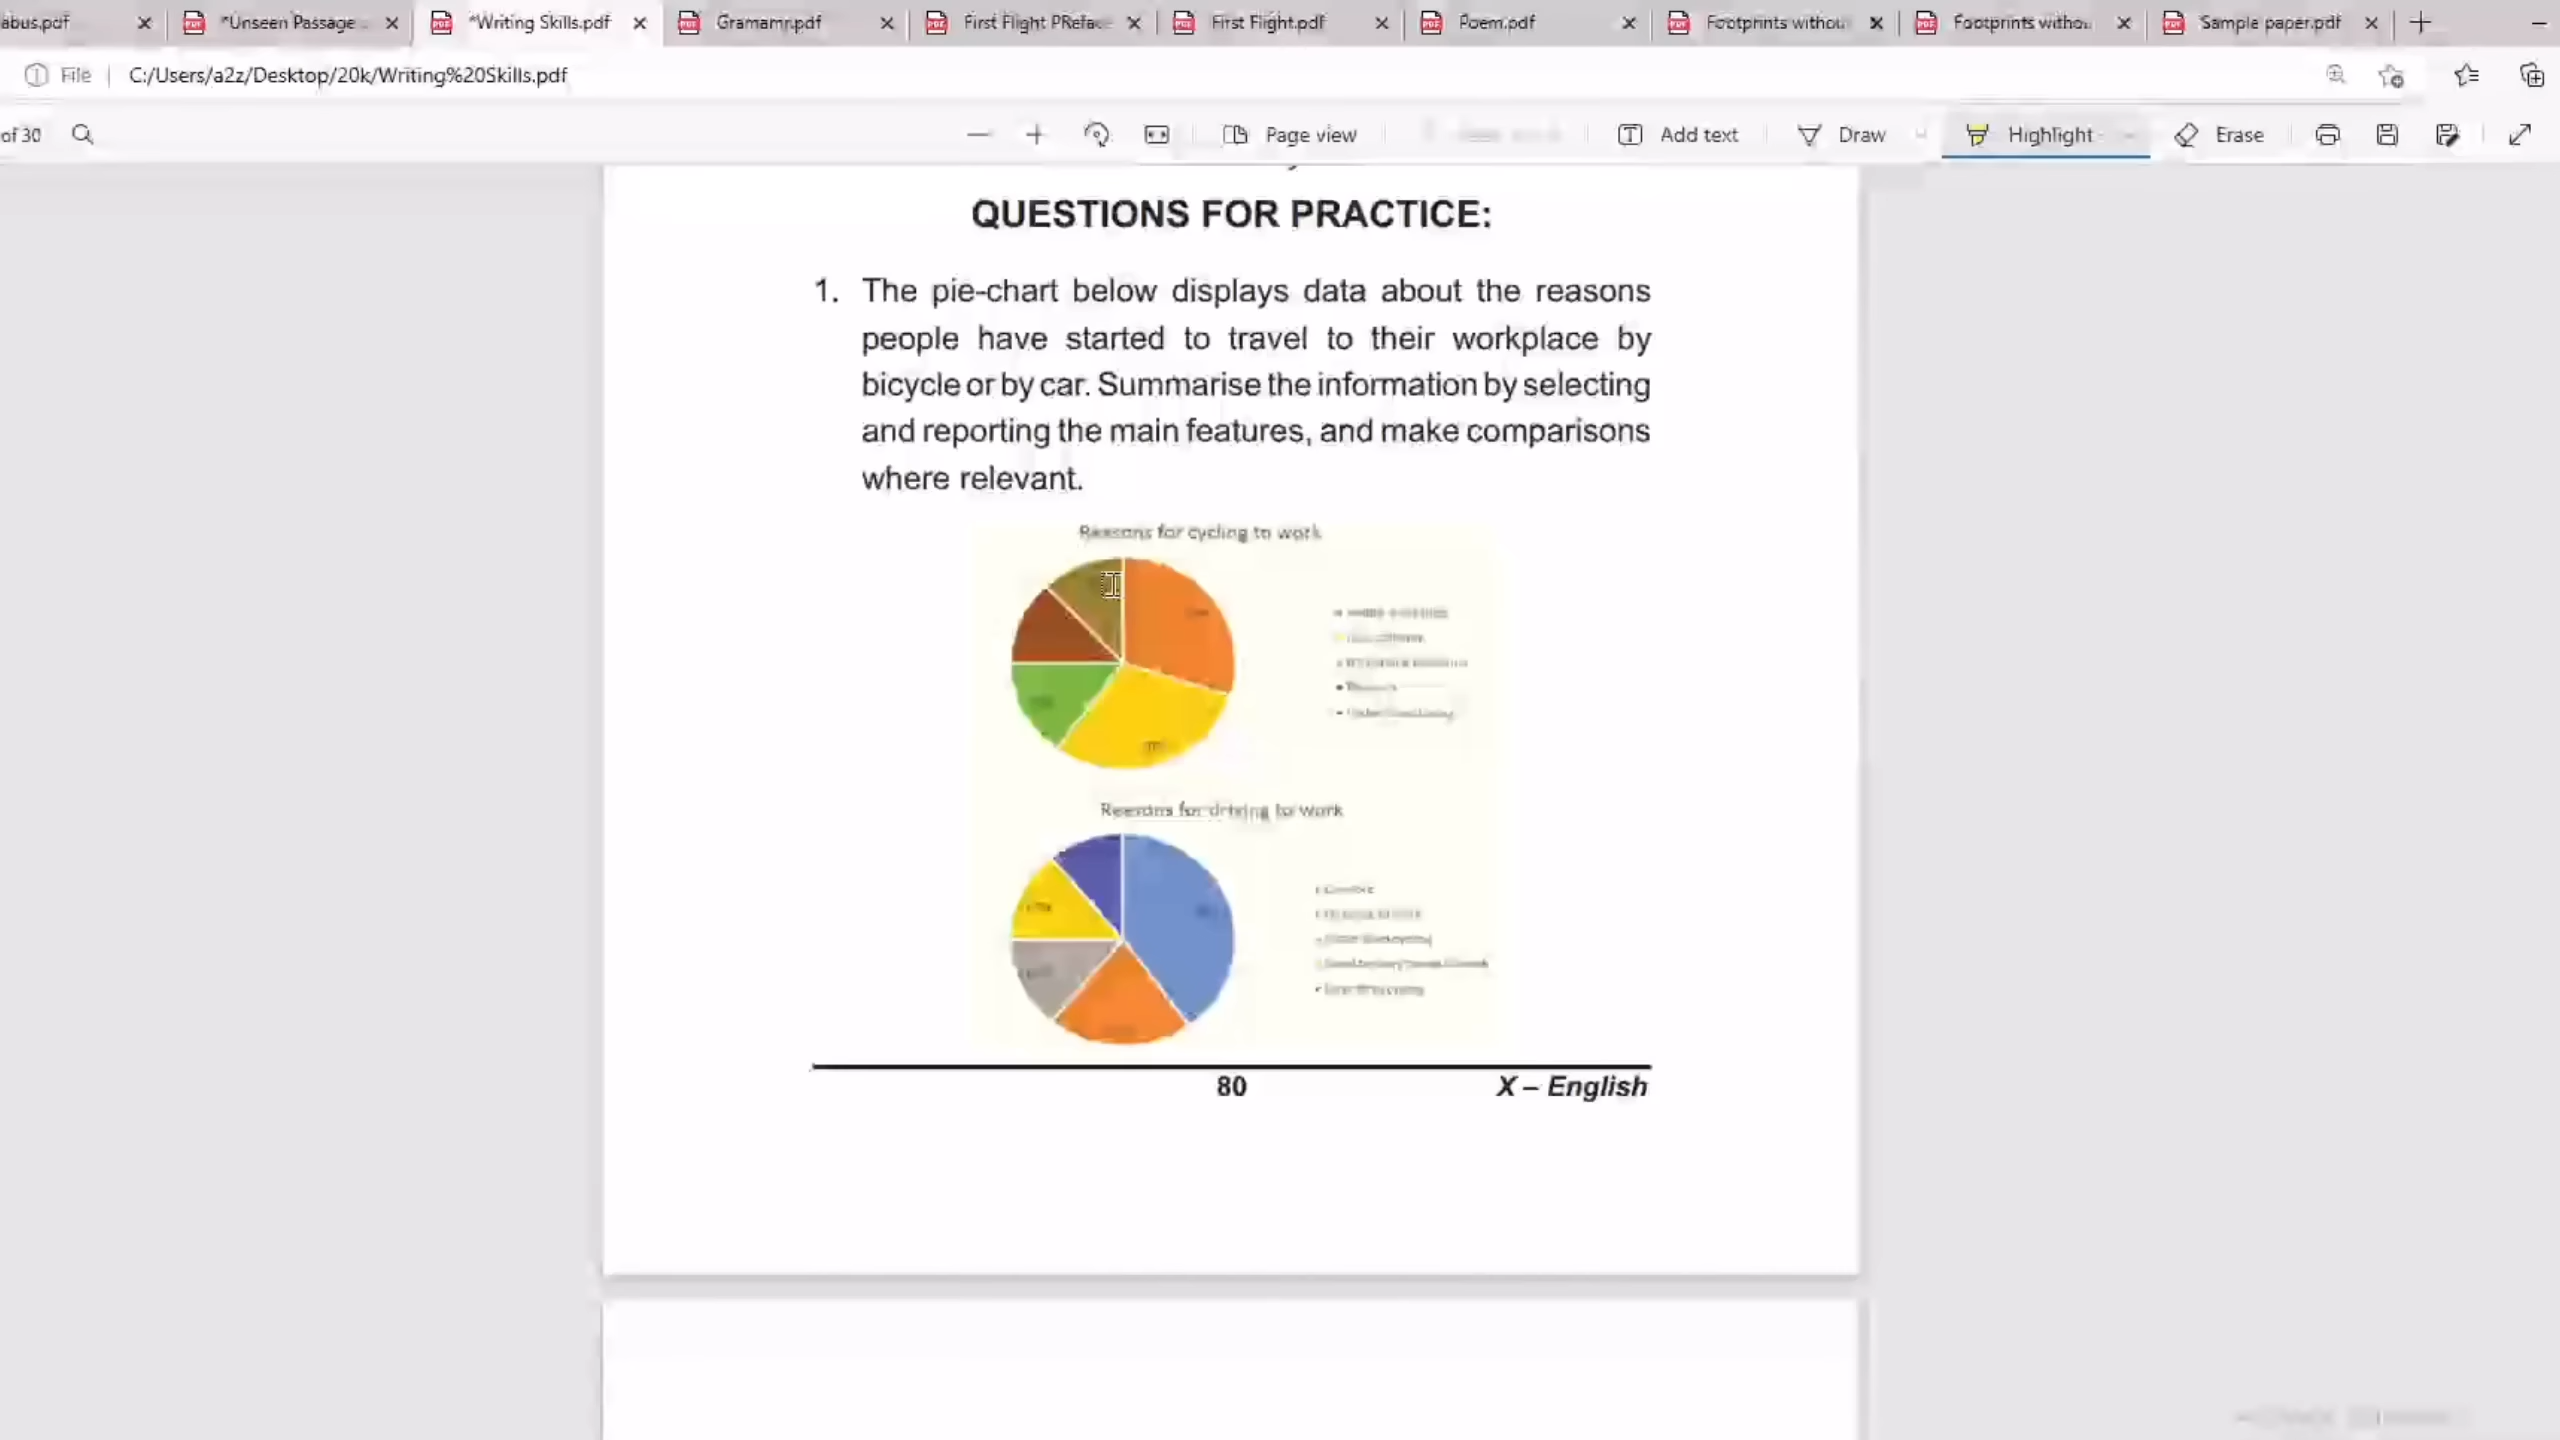 abus.pdf
*Unseen Passage
*Writing Skills.pdf
Gramamr.pdf
First Flight PReface
First Flight.pdf
Poem.pdf
Footprints withou
Footprints withou
Sample paper.pdf
File
C:/Users/a2z/Desktop/20k/Writing%20Skills.pdf
of 30
Page view
Add text
Draw
Highlight
Erase
QUESTIONS FOR PRACTICE:
1. The pie-chart below displays data about the reasons
people have started to travel to their workplace by
bicycle or by car. Summarise the information by selecting
and reporting the main features, and make comparisons
where relevant.
Reasons for cycling to work
Reasons for driving to work
80
X – English